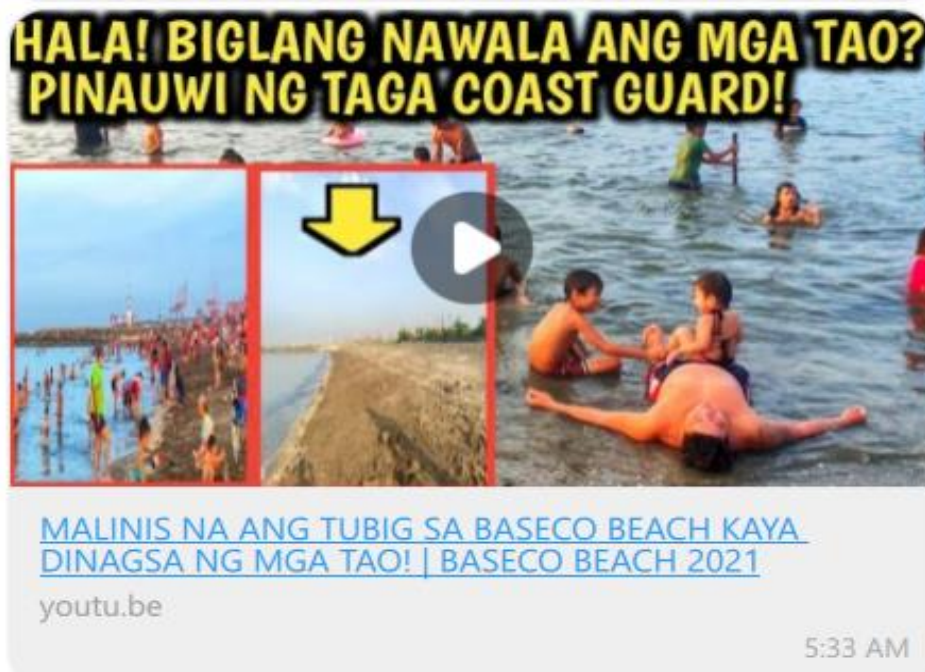 HALA! BIGLANG NAWALA ANG MGA TAO?
PINAUWI NG TAGA COAST GUARD!
MALINIS NA ANG TUBIG SA BASECO BEACH KAYA
DINAGSA NG MGA TAO! | BASECO BEACH 2021
youtu.be
5:33 AM